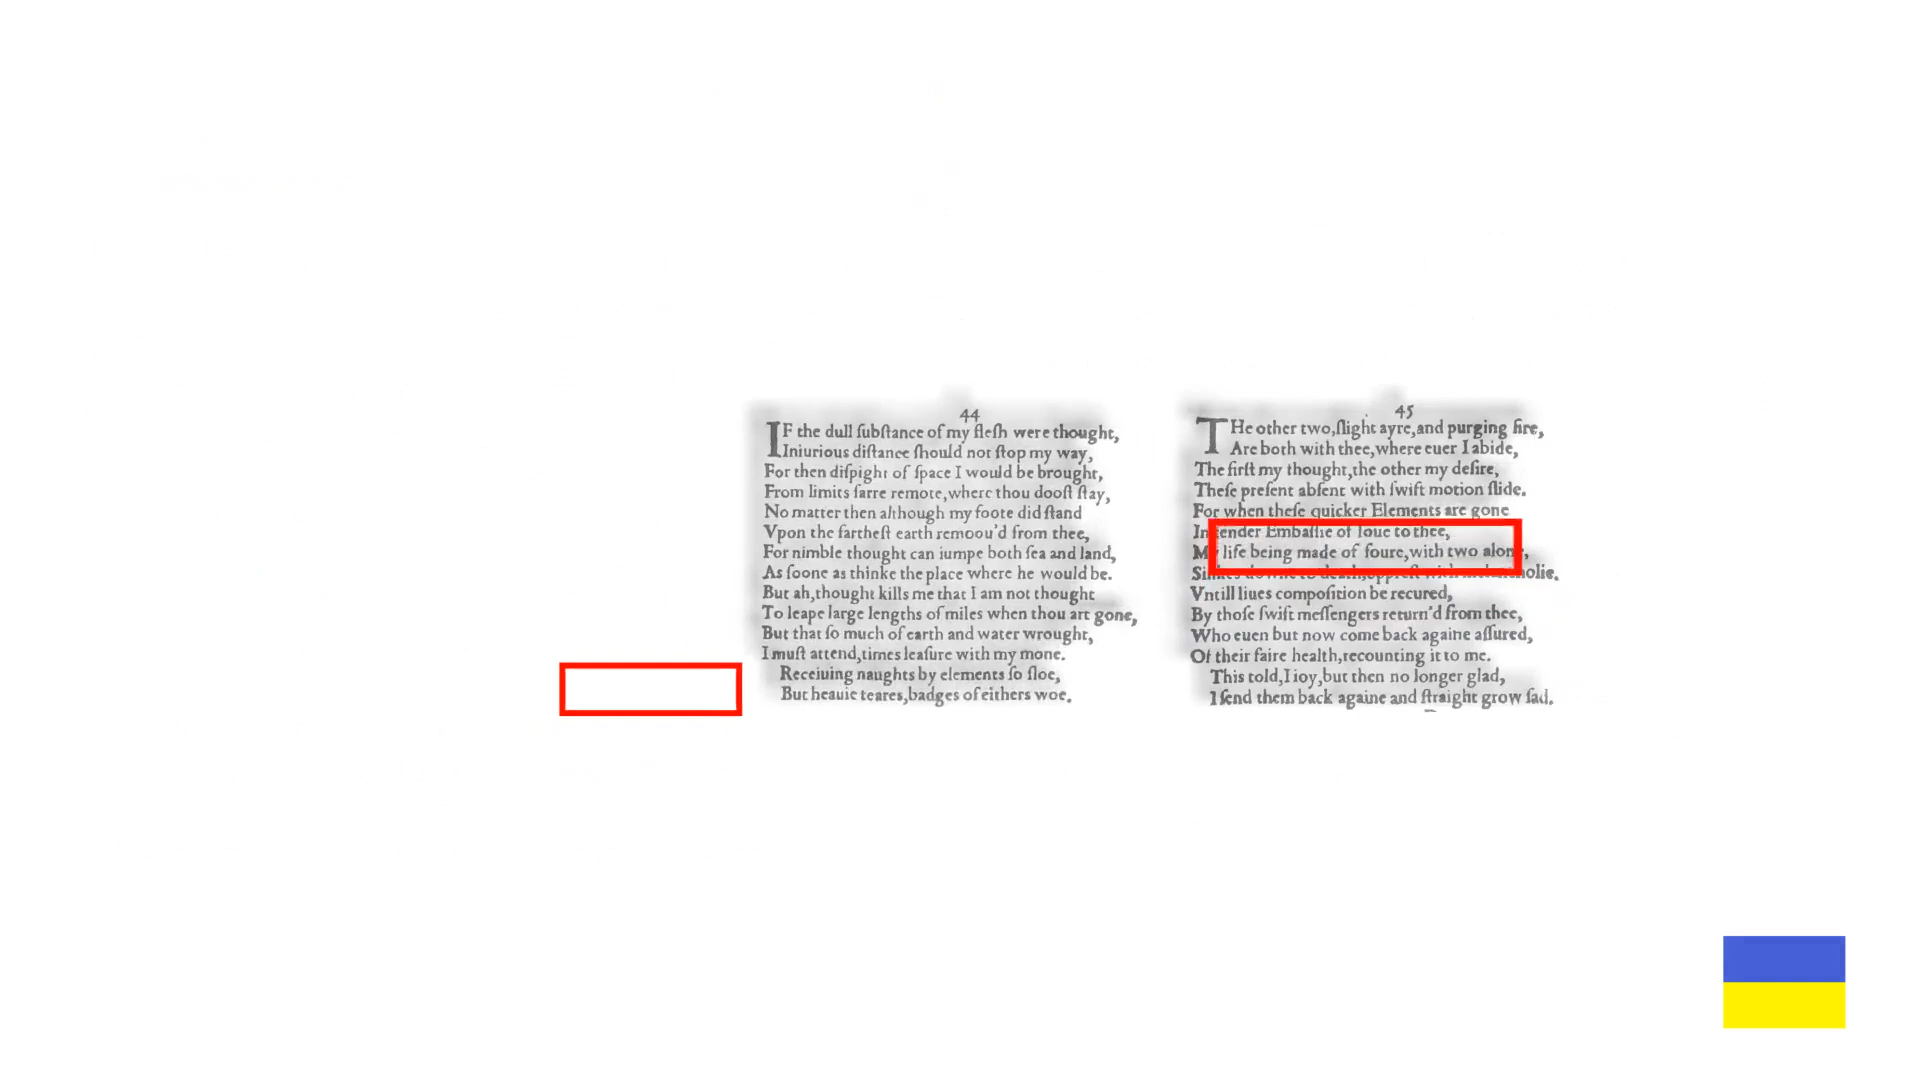 44
IF the dull ſubſtance of my fleſh were thought,
Iniurious diſtance ſhould not ſtop my way,
For then diſpight of ſpace I would be brought,
From limits farre remote,where thou dooſt ſtay,
No matter then although my foote did ſtand
Vpon the fartheſt earth remoou'd from thee,
For nimble thought can iumpe both ſea and land,
As ſoone as thinke the place where he would be.
But ah,thought kills me that I am not thought
To leape large lengths of miles when thou art gone,
But that ſo much of earth and water wrought,
I muſt attend,times leaſure with my mone.
Receiuing naughts by elements ſo ſloe,
But heauie teares,badges of eithers woe.
45
THe other two,ſlight ayre,and purging fire,
Are both with thee,where euer I abide,
The firſt my thought,the other my deſire,
Theſe preſent abſent with ſwift motion ſlide.
For when theſe quicker Elements are gone
In tender Embaſſie of loue to thee,
My life being made of foure,with two alone,
Sinkes downe to death,oppreſt with melancholie.
Vntill liues compoſition be recured,
By thoſe ſwift meſſengers return'd from thee,
Who euen but now come back againe aſſured,
Of their faire health,recounting it to me.
This told,I ioy,but then no longer glad,
I ſend them back againe and ſtraight grow ſad.